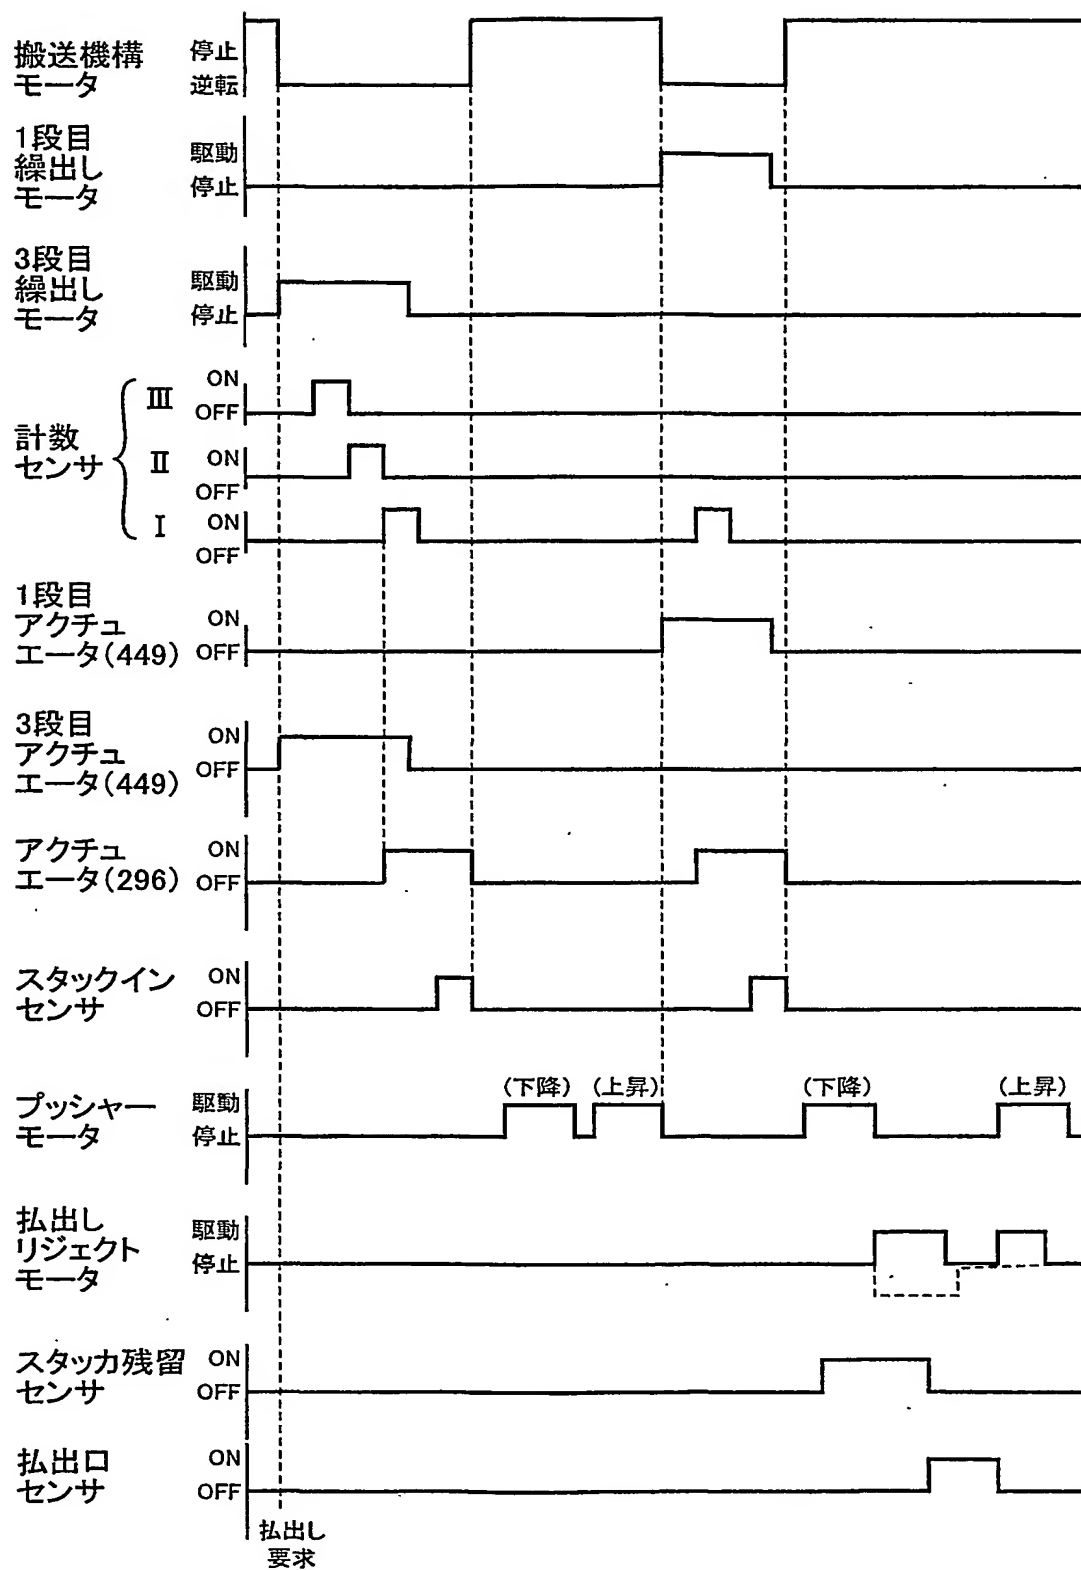 搬送機構
モータ
停止
逆転
1段目
繰出し
モータ
駆動
停止
3段目
繰出し
モータ
駆動
停止
計数
センサ
III
ON
OFF
II
ON
OFF
I
ON
OFF
1段目
アクチュ
エータ(449)
ON
OFF
3段目
アクチュ
エータ(449)
ON
OFF
アクチュ
エータ(296)
ON
OFF
スタックイン
センサ
ON
OFF
プッシャー
モータ
駆動
停止
(下降)
(上昇)
(下降)
(上昇)
払出し
リジェクト
モータ
駆動
停止
スタッカ残留
センサ
ON
OFF
払出口
センサ
ON
OFF
払出し
要求